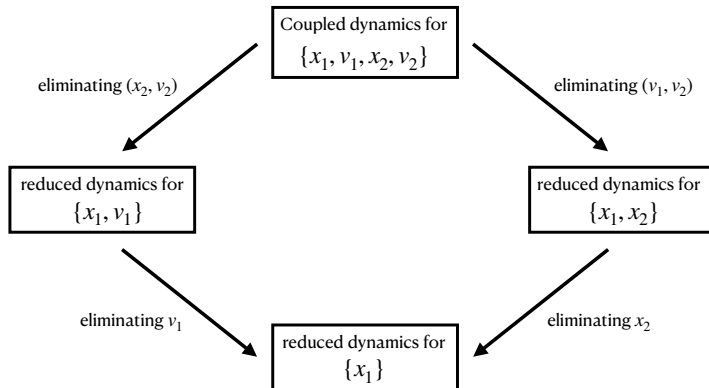 Coupled dynamics for
{x₁, v₁, x₂, v₂}
eliminating (x₂, v₂)
eliminating (v₁, v₂)
reduced dynamics for
{x₁, v₁}
reduced dynamics for
{x₁, x₂}
eliminating v₁
eliminating x₂
reduced dynamics for
{x₁}